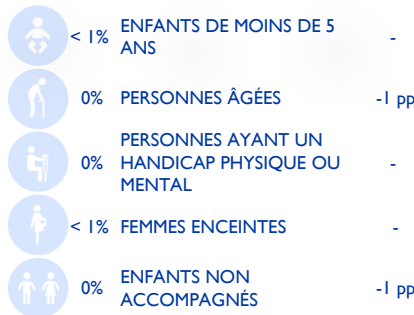 < 1% ENFANTS DE MOINS DE 5 -
ANS
0% PERSONNES ÂGÉES -1 pp
PERSONNES AYANT UN
0% HANDICAP PHYSIQUE OU -
MENTAL
< 1% FEMMES ENCEINTES -
0% ENFANTS NON -1 pp
ACCOMPAGNÉS